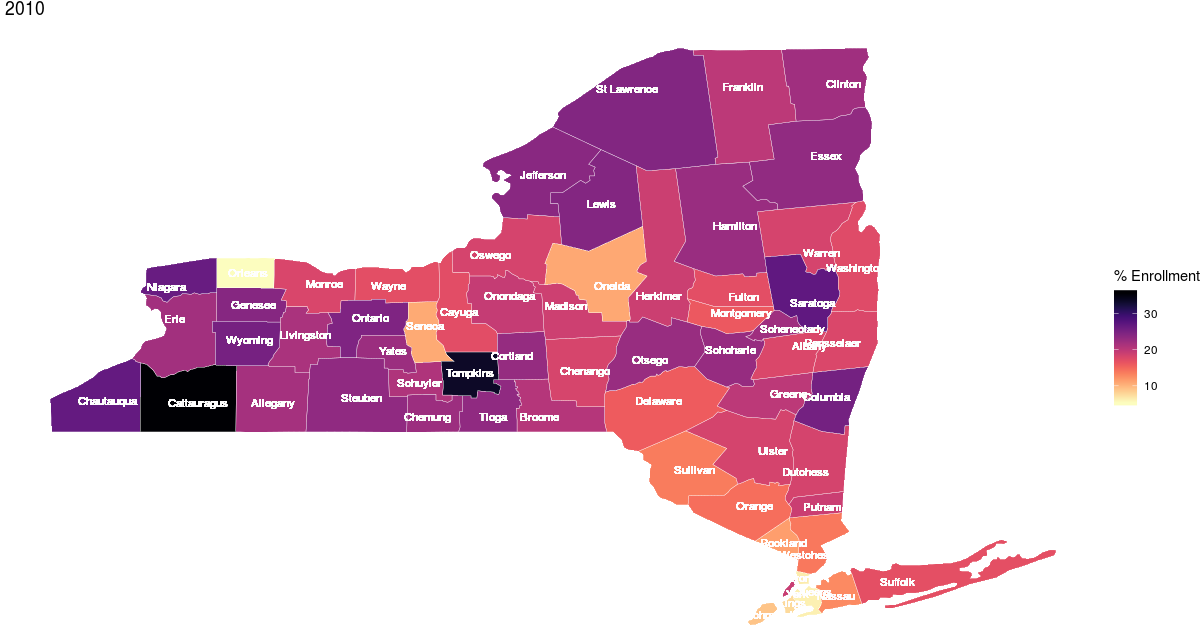 2010
St Lawrence
Franklin
Clinton
Essex
Jefferson
Lewis
Hamilton
Oswego
Warren
Washington
Orleans
Niagara
Monroe
Wayne
Oneida
Herkimer
Fulton
Saratoga
Genesee
Onondaga
Madison
Montgomery
Erie
Ontario
Seneca
Cayuga
Schenectady
Wyoming
Livingston
Yates
Cortland
Otsego
Schoharie
Albany
Rensselaer
Tompkins
Chenango
Schuyler
Chautauqua
Cattaraugus
Allegany
Steuben
Delaware
Greene
Columbia
Chemung
Tioga
Broome
Ulster
Sullivan
Dutchess
Orange
Putnam
Rockland
Westches
Suffolk
Nassau
% Enrollment
30
20
10